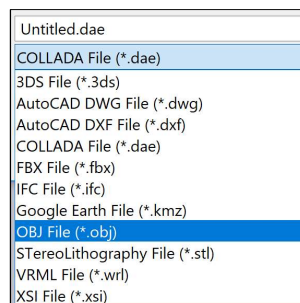 Untitled.dae
COLLADA File (*.dae)
3DS File (*.3ds)
AutoCAD DWG File (*.dwg)
AutoCAD DXF File (*.dxf)
COLLADA File (*.dae)
FBX File (*.fbx)
IFC File (*.ifc)
Google Earth File (*.kmz)
OBJ File (*.obj)
STereoLithography File (*.stl)
VRML File (*.wrl)
XSI File (*.xsi)